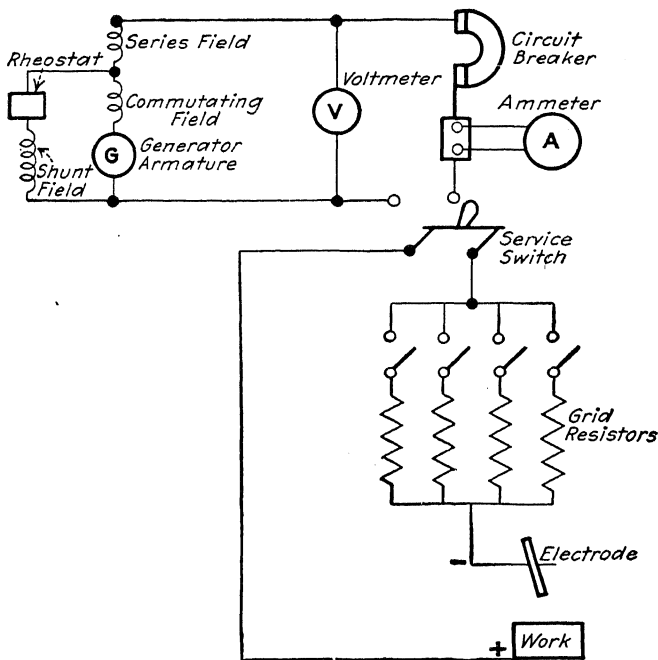 Series Field
Rheostat
Commutating
Field
G
Generator
Armature
Shunt
Field
Voltmeter
V
Circuit
Breaker
Ammeter
A
Service
Switch
Grid
Resistors
-
Electrode
+
Work